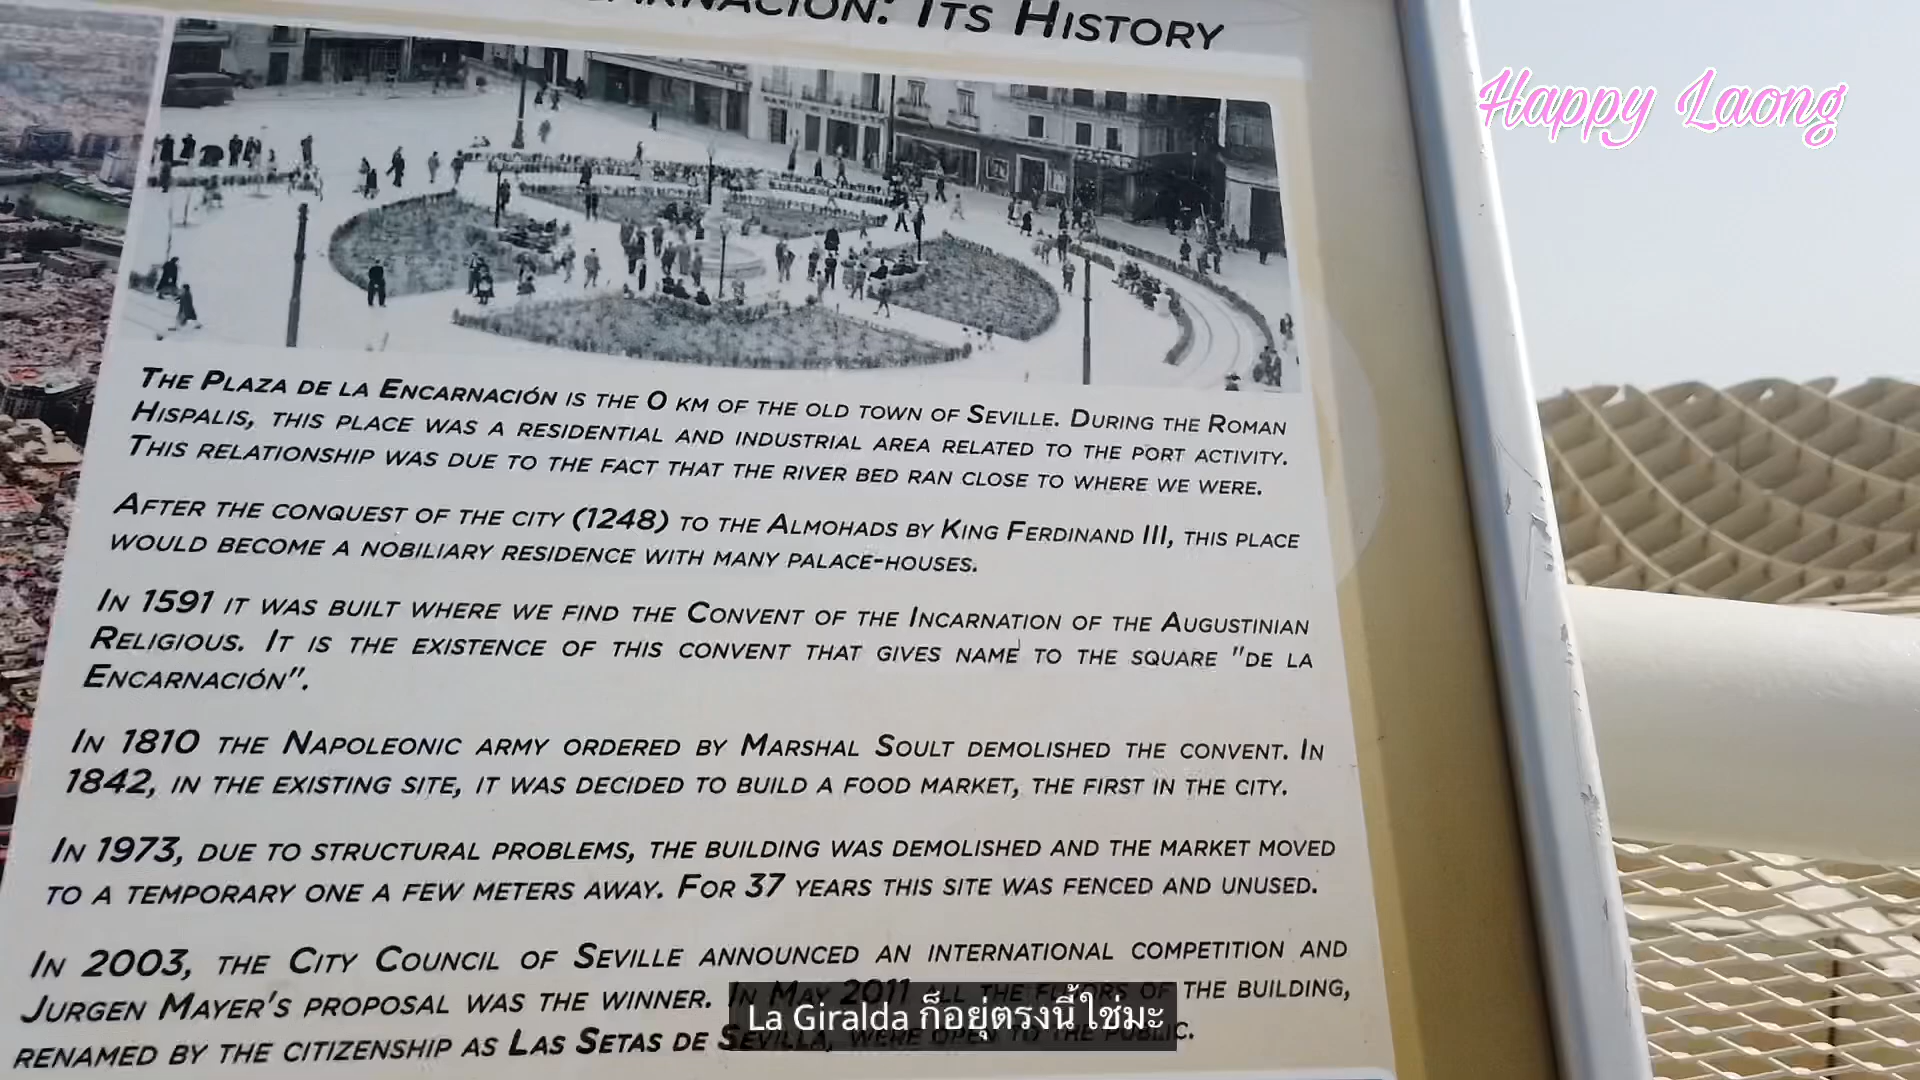 : ITS HISTORY
Happy Laong
THE PLAZA DE LA ENCARNACIÓN IS THE 0 KM OF THE OLD TOWN OF SEVILLE. DURING THE ROMAN
HISPALIS, THIS PLACE WAS A RESIDENTIAL AND INDUSTRIAL AREA RELATED TO THE PORT ACTIVITY.
THIS RELATIONSHIP WAS DUE TO THE FACT THAT THE RIVER BED RAN CLOSE TO WHERE WE WERE.
AFTER THE CONQUEST OF THE CITY (1248) TO THE ALMOHADS BY KING FERDINAND III, THIS PLACE
WOULD BECOME A NOBILIARY RESIDENCE WITH MANY PALACE-HOUSES.
IN 1591 IT WAS BUILT WHERE WE FIND THE CONVENT OF THE INCARNATION OF THE AUGUSTINIAN
RELIGIOUS. IT IS THE EXISTENCE OF THIS CONVENT THAT GIVES NAME TO THE SQUARE "DE LA
ENCARNACIÓN".
IN 1810 THE NAPOLEONIC ARMY ORDERED BY MARSHAL SOULT DEMOLISHED THE CONVENT. IN
1842, IN THE EXISTING SITE, IT WAS DECIDED TO BUILD A FOOD MARKET, THE FIRST IN THE CITY.
IN 1973, DUE TO STRUCTURAL PROBLEMS, THE BUILDING WAS DEMOLISHED AND THE MARKET MOVED
TO A TEMPORARY ONE A FEW METERS AWAY. FOR 37 YEARS THIS SITE WAS FENCED AND UNUSED.
IN 2003, THE CITY COUNCIL OF SEVILLE ANNOUNCED AN INTERNATIONAL COMPETITION AND
JURGEN MAYER'S PROPOSAL WAS THE WINNER. IN MAY 2011 ALL THE FLOORS OF THE BUILDING,
RENAMED BY THE CITIZENSHIP AS LAS SETAS DE SEVILLA, WERE OPEN TO THE PUBLIC.
La Giralda ก็อยู่ตรงนี้ใช่มะ